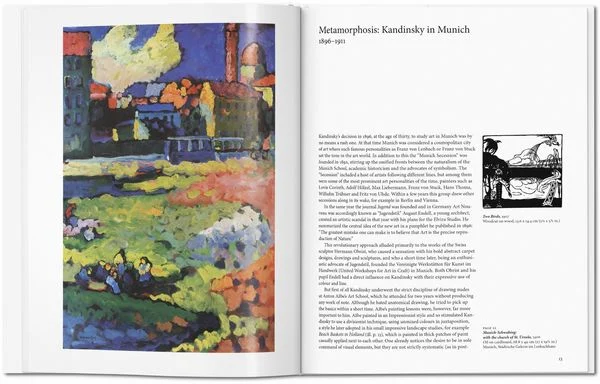 Metamorphosis: Kandinsky in Munich
1896–1911
Kandinsky's decision in 1896, at the age of thirty, to study art in Munich was by
no means a rash one. At that time Munich was considered a cosmopolitan city
of art where such famous personalities as Franz von Lenbach or Franz von Stuck
set the tone in the art world. In addition to this the "Munich Secession" was
founded in 1892, stirring up the ossified fronts between the naturalism of the
Munich School, academic historicism and the advocates of symbolism. The
"Secession" included a host of artists following different lines, but among them
were some of the most prominent art personalities of the time, painters such as
Lovis Corinth, Adolf Hölzel, Max Liebermann, Franz von Stuck, Hans Thoma,
Wilhelm Trübner and Fritz von Uhde. Within a few years this group drew other
secessions along in its wake, for example in Berlin and Vienna.
In the same year the journal Jugend was founded and in Germany Art Nou-
veau was accordingly known as "Jugendstil." August Endell, a young architect,
created an artistic scandal in that year with his plans for the Elvira Studio. He
summarized the central idea of the new art in a pamphlet he published in 1896:
"The greatest mistake one can make is to believe that Art is the precise repro-
duction of Nature."
This revolutionary approach alluded primarily to the works of the Swiss
sculptor Hermann Obrist, who caused a sensation with his bold abstract carpet
designs, drawings and sculptures, and who a short time later, being an enthusi-
astic advocate of Jugendstil, founded the Vereinigte Werkstätten für Kunst im
Handwerk (United Workshops for Art in Craft) in Munich. Both Obrist and his
pupil Endell had a direct influence on Kandinsky with their expressive use of
colour and line.
But first of all Kandinsky underwent the strict discipline of drawing nudes
at Anton Ažbe's Art School, which he attended for two years without producing
any work of note. Although he hated anatomical drawing, he tried to pick up
the basics within a short time. Ažbe's painting lessons were, however, far more
important to him. Ažbe painted in an Impressionist style and so stimulated Kan-
dinsky to use a divisionist technique, using unmixed colours in juxtaposition,
a style he later adopted in his small impressive landscape studies, for example
Beach Baskets in Holland (ill. p. 13), which is painted in thick patches of paint
casually applied next to each other. One already notices the desire to be in sole
command of visual elements, but they are not strictly systematic (as in post-
Two Birds, 1907
Woodcut on wood,
PAGE 12
Munich-Schwabing
with the church of St. Ursula, 1908
Oil on cardboard,
Munich, Städtische Galerie im Lenbachhaus
13